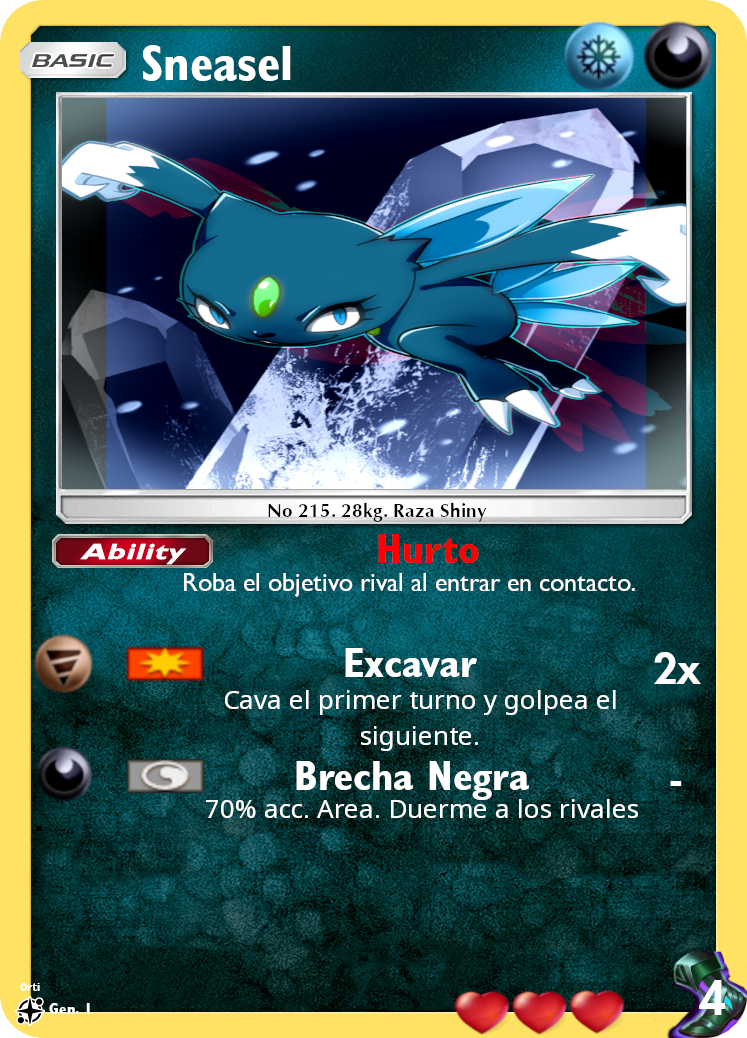 BASIC Sneasel
No 215. 28kg. Raza Shiny
Ability Hurto
Roba el objetivo rival al entrar en contacto.
Excavar 2x
Cava el primer turno y golpea el
siguiente.
Brecha Negra -
70% acc. Area. Duerme a los rivales
Orti
Gen. I
4